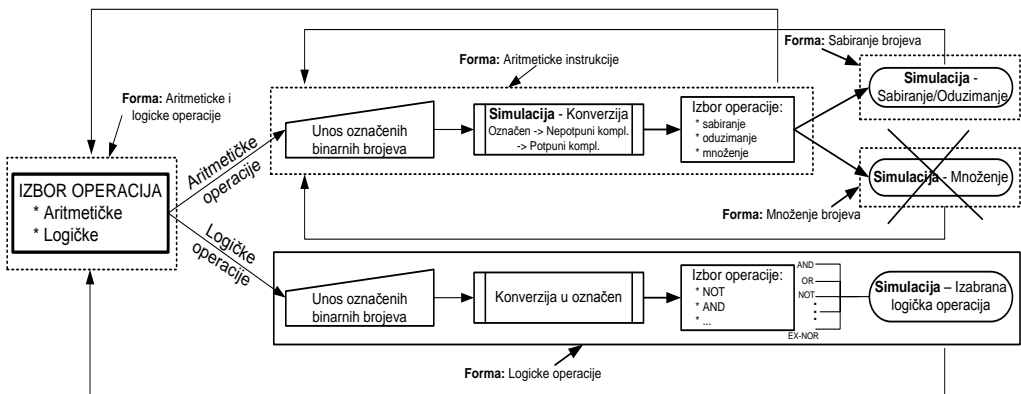 Forma: Sabiranje brojeva
Forma: Aritmeticke instrukcije
Forma: Aritmeticke i
logicke operacije
IZBOR OPERACIJA
* Aritmetičke
* Logičke
Aritmetičke
operacije
Logičke
operacije
Unos označenih
binarnih brojeva
Simulacija - Konverzija
Označen -> Nepotpuni kompl.
-> Potpuni kompl.
Izbor operacije:
* sabiranje
* oduzimanje
* množenje
Simulacija -
Sabiranje/Oduzimanje
Simulacija - Množenje
Forma: Množenje brojeva
Unos označenih
binarnih brojeva
Konverzija u označen
Izbor operacije:
* NOT
* AND
* ...
AND
OR
NOT
EX-NOR
Simulacija – Izabrana
logička operacija
Forma: Logicke operacije